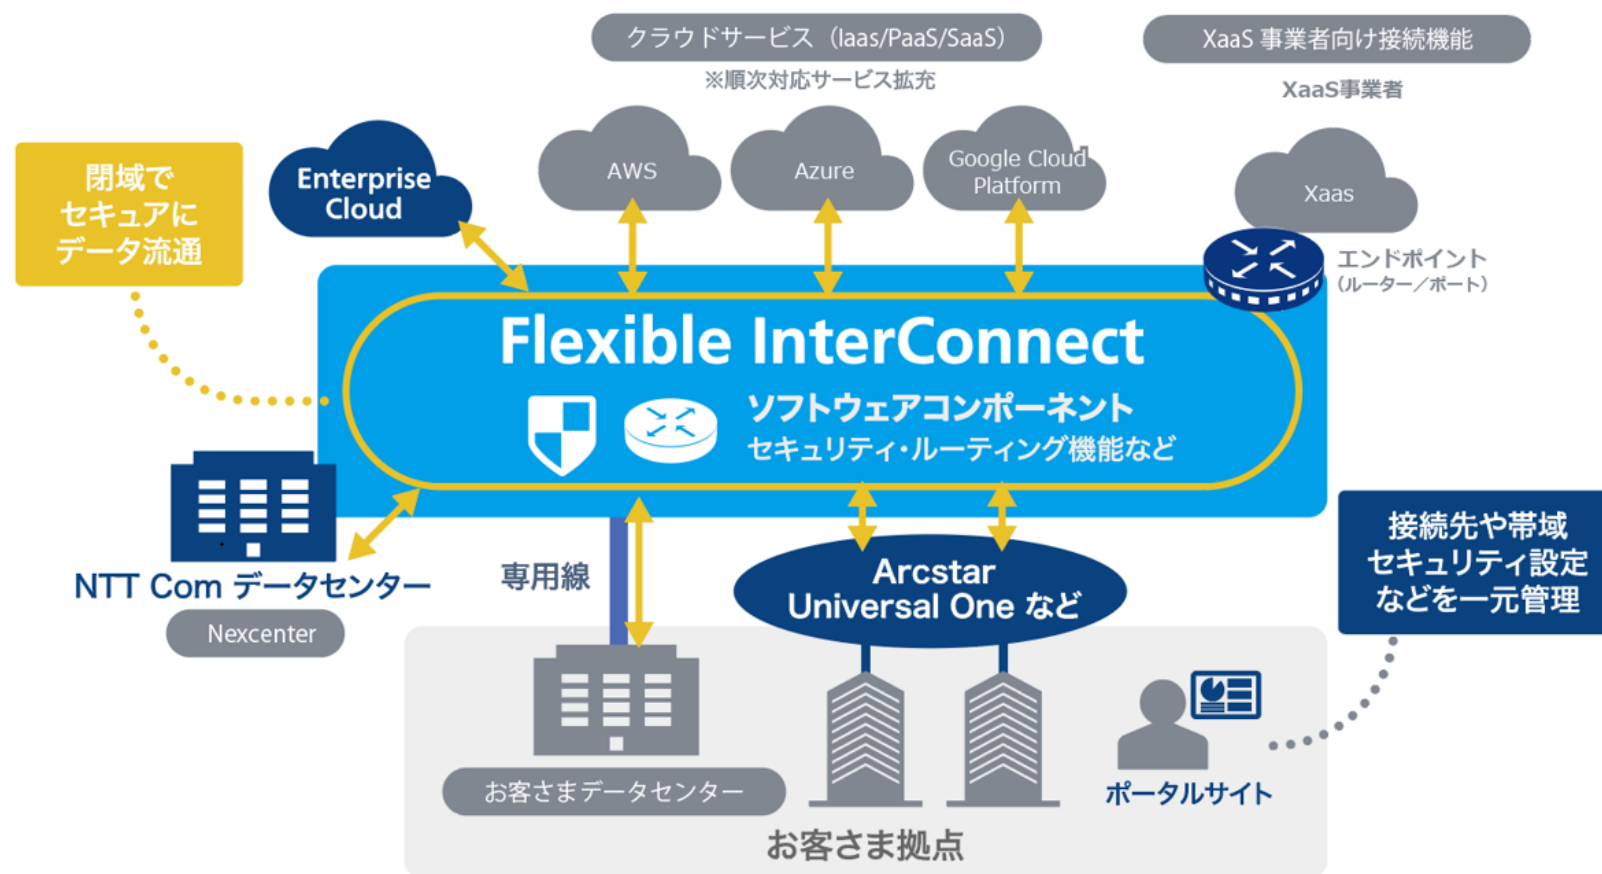 クラウドサービス（Iaas/PaaS/SaaS）
※順次対応サービス拡充
XaaS 事業者向け接続機能
XaaS事業者
閉域で
セキュアに
データ流通
Enterprise
Cloud
AWS
Azure
Google Cloud
Platform
Xaas
エンドポイント
（ルーター／ポート）
Flexible InterConnect
ソフトウェアコンポーネント
セキュリティ・ルーティング機能など
NTT Com データセンター
Nexcenter
専用線
Arcstar
Universal One など
接続先や帯域
セキュリティ設定
などを一元管理
お客さまデータセンター
ポータルサイト
お客さま拠点